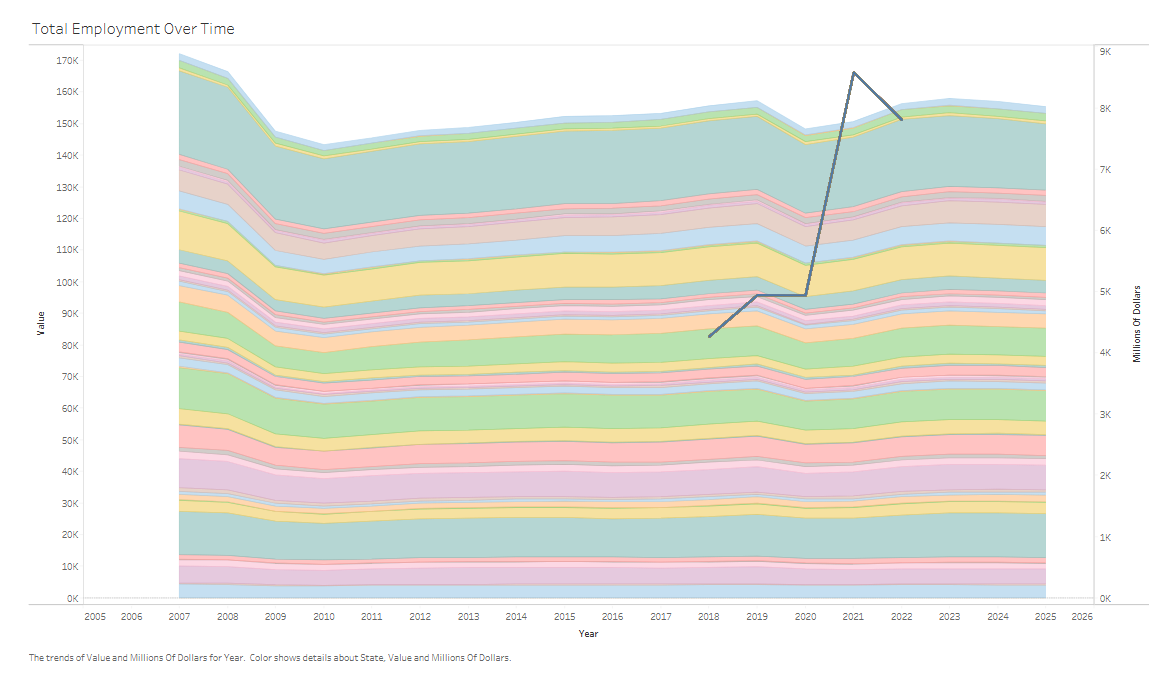 Total Employment Over Time
170K
160K
150K
140K
130K
120K
110K
100K
90K
80K
70K
60K
50K
40K
30K
20K
10K
0K
Value
9K
8K
7K
6K
5K
4K
3K
2K
1K
0K
Millions Of Dollars
2005 2006 2007 2008 2009 2010 2011 2012 2013 2014 2015 2016 2017 2018 2019 2020 2021 2022 2023 2024 2025 2026
Year
The trends of Value and Millions Of Dollars for Year. Color shows details about State, Value and Millions Of Dollars.